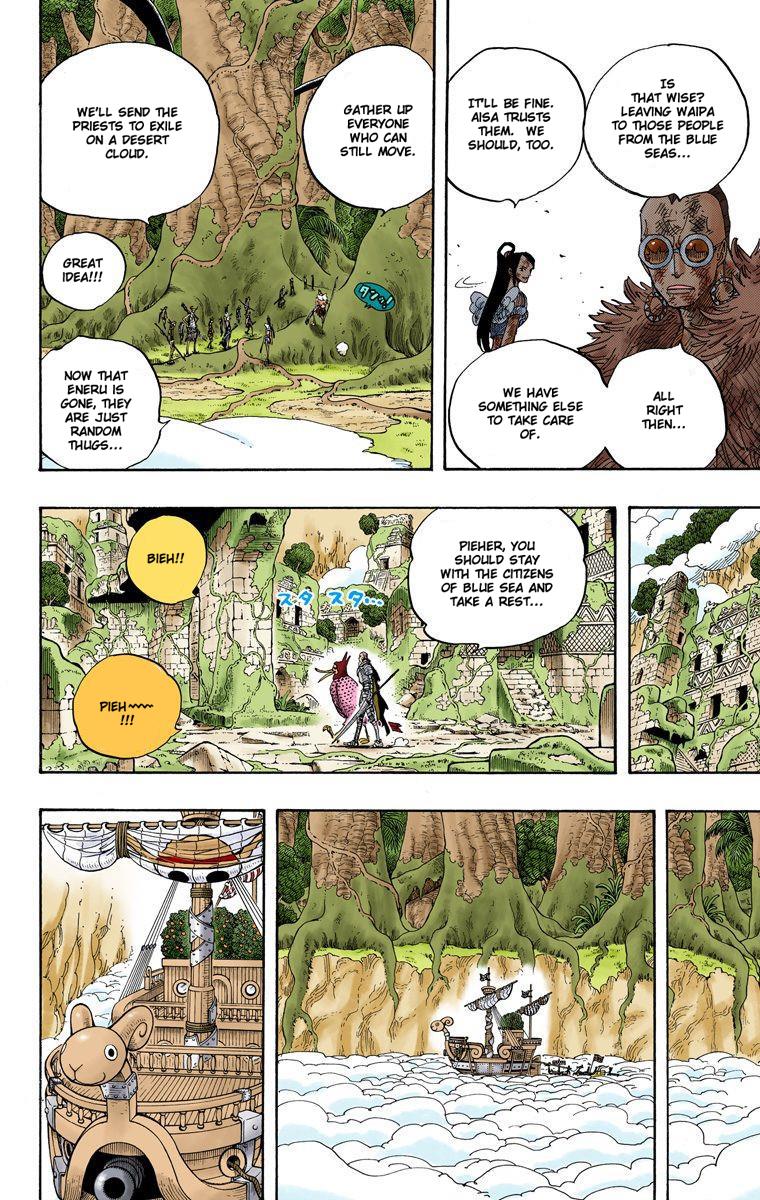 IS
THAT WISE?
LEAVING WAIPA
TO THOSE PEOPLE
FROM THE BLUE
SEAS...
IT'LL BE FINE.
AISA TRUSTS
THEM. WE
SHOULD, TOO.
ALL
RIGHT
THEN...
WE HAVE
SOMETHING ELSE
TO TAKE CARE
OF.
GATHER UP
EVERYONE
WHO CAN
STILL MOVE.
WE'LL SEND THE
PRIESTS TO EXILE
ON A DESERT
CLOUD.
GREAT
IDEA!!!
NOW THAT
ENERU IS
GONE, THEY
ARE JUST
RANDOM
THUGS...
PIEHER, YOU
SHOULD STAY
WITH THE CITIZENS
OF BLUE SEA AND
TAKE A REST...
スタ スタ...
BIEH!!
PIEH~~~
!!!